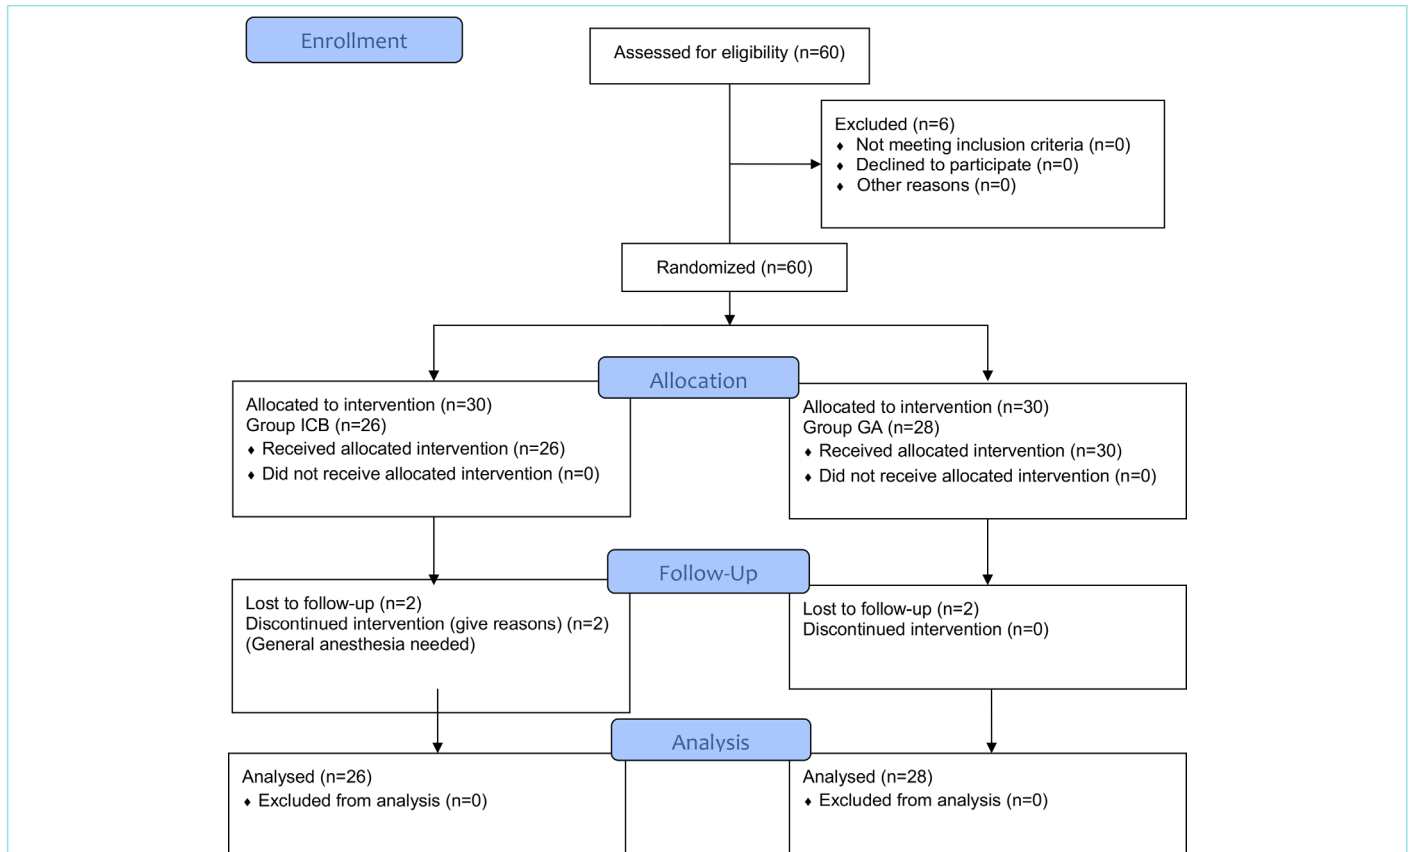 Enrollment
Assessed for eligibility (n=60)
Excluded (n=6)
♦ Not meeting inclusion criteria (n=0)
♦ Declined to participate (n=0)
♦ Other reasons (n=0)
Randomized (n=60)
Allocation
Allocated to intervention (n=30)
Group ICB (n=26)
♦ Received allocated intervention (n=26)
♦ Did not receive allocated intervention (n=0)
Allocated to intervention (n=30)
Group GA (n=28)
♦ Received allocated intervention (n=30)
♦ Did not receive allocated intervention (n=0)
Follow-Up
Lost to follow-up (n=2)
Discontinued intervention (give reasons) (n=2)
(General anesthesia needed)
Lost to follow-up (n=2)
Discontinued intervention (n=0)
Analysis
Analysed (n=26)
♦ Excluded from analysis (n=0)
Analysed (n=28)
♦ Excluded from analysis (n=0)